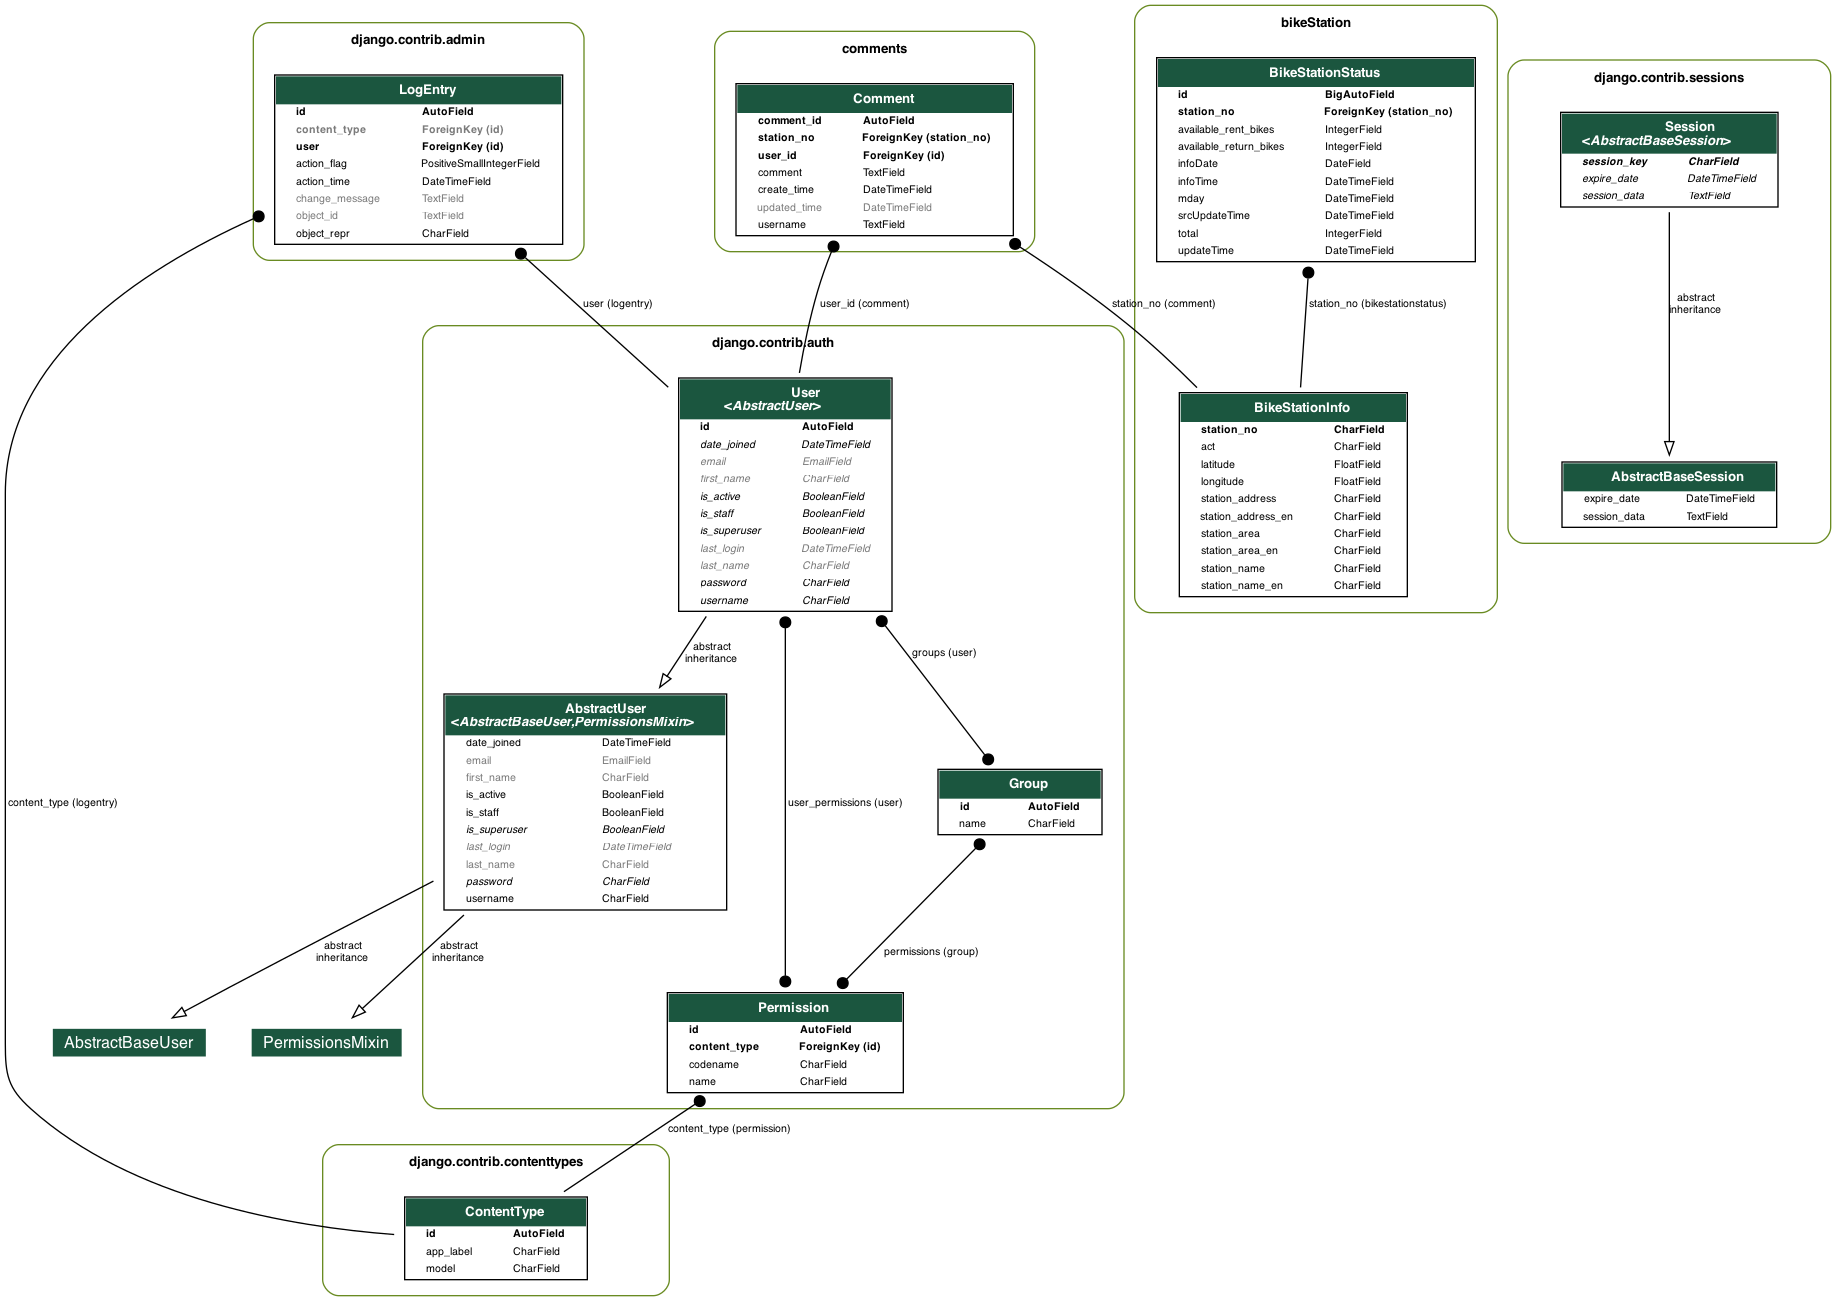 django.contrib.admin
LogEntry
id AutoField
content_type ForeignKey (id)
user ForeignKey (id)
action_flag PositiveSmallIntegerField
action_time DateTimeField
change_message TextField
object_id TextField
object_repr CharField
comments
Comment
comment_id AutoField
station_no ForeignKey (station_no)
user_id ForeignKey (id)
comment TextField
create_time DateTimeField
updated_time DateTimeField
username TextField
bikeStation
BikeStationStatus
id BigAutoField
station_no ForeignKey (station_no)
available_rent_bikes IntegerField
available_return_bikes IntegerField
infoDate DateField
infoTime DateTimeField
mday DateTimeField
srcUpdateTime DateTimeField
total IntegerField
updateTime DateTimeField
django.contrib.sessions
Session
<AbstractBaseSession>
session_key CharField
expire_date DateTimeField
session_data TextField
user (logentry)
user_id (comment)
station_no (comment)
station_no (bikestationstatus)
abstract
inheritance
django.contrib.auth
User
<AbstractUser>
id AutoField
date_joined DateTimeField
email EmailField
first_name CharField
is_active BooleanField
is_staff BooleanField
is_superuser BooleanField
last_login DateTimeField
last_name CharField
password CharField
username CharField
BikeStationInfo
station_no CharField
act CharField
latitude FloatField
longitude FloatField
station_address CharField
station_address_en CharField
station_area CharField
station_area_en CharField
station_name CharField
station_name_en CharField
AbstractBaseSession
expire_date DateTimeField
session_data TextField
abstract
inheritance
groups (user)
AbstractUser
<AbstractBaseUser,PermissionsMixin>
date_joined DateTimeField
email EmailField
first_name CharField
is_active BooleanField
is_staff BooleanField
is_superuser BooleanField
last_login DateTimeField
last_name CharField
password CharField
username CharField
Group
id AutoField
name CharField
content_type (logentry)
user_permissions (user)
abstract
inheritance
abstract
inheritance
permissions (group)
AbstractBaseUser
PermissionsMixin
Permission
id AutoField
content_type ForeignKey (id)
codename CharField
name CharField
content_type (permission)
django.contrib.contenttypes
ContentType
id AutoField
app_label CharField
model CharField